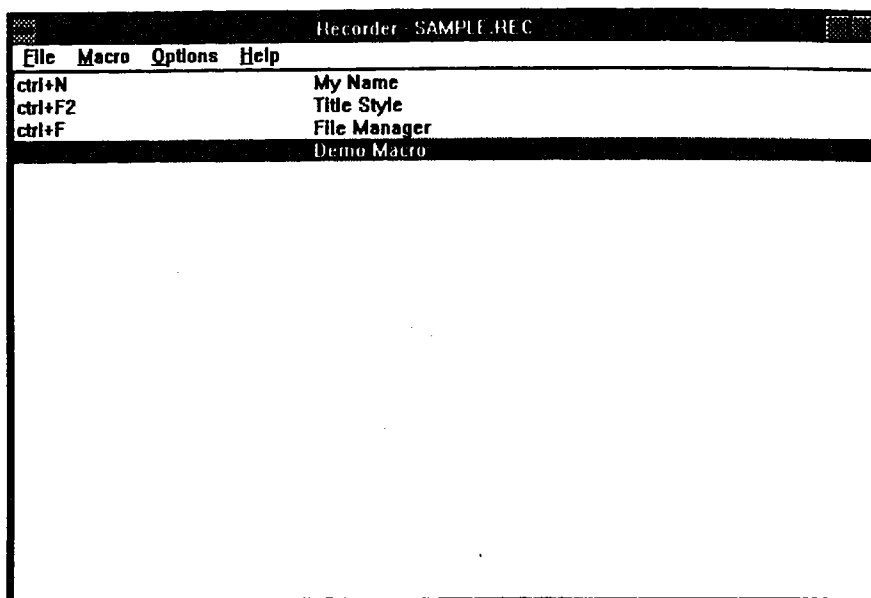 Recorder - SAMPLE.REC
File Macro Options Help
ctrl+N My Name
ctrl+F2 Title Style
ctrl+F File Manager
Demo Macro